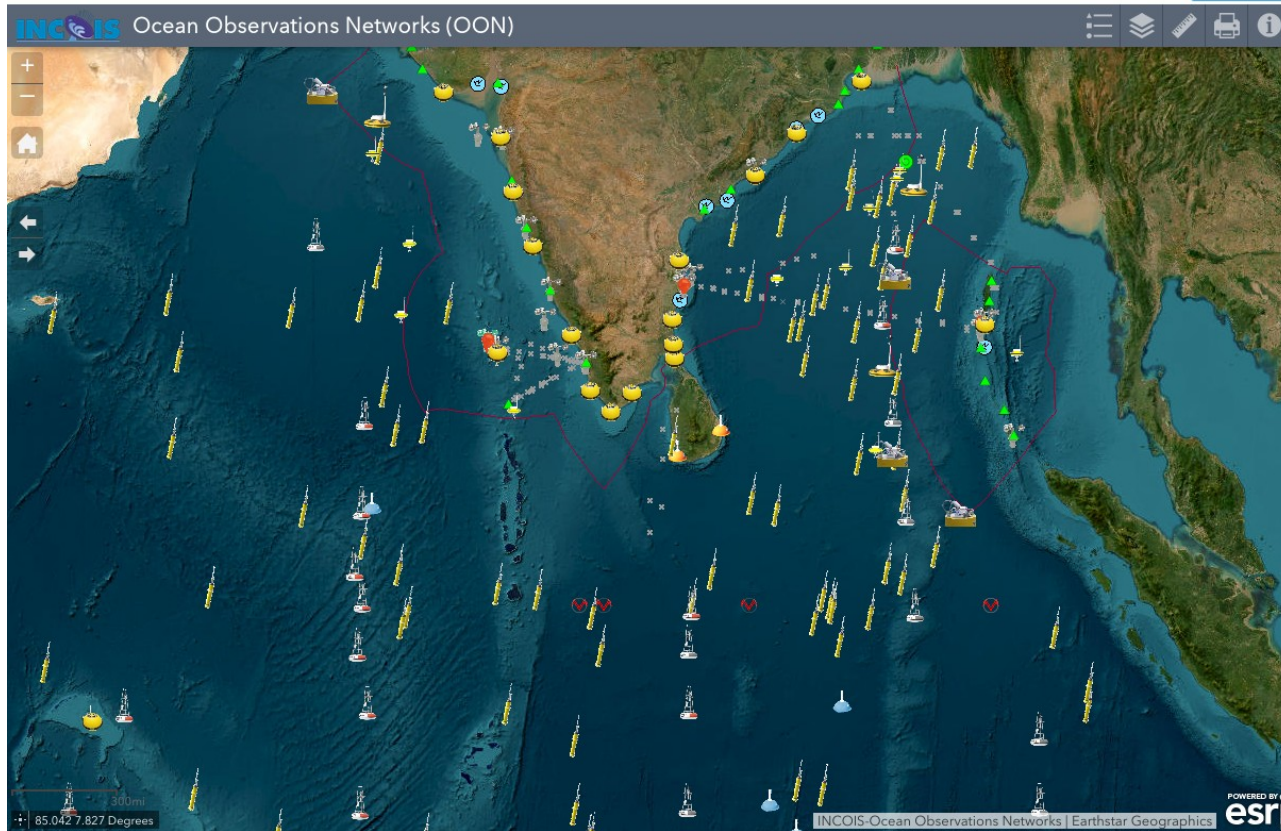 INCOIS Ocean Observations Networks (OON)
+
−
300mi
85.042 7.827 Degrees
INCOIS-Ocean Observations Networks | Earthstar Geographics
POWERED BY
esr